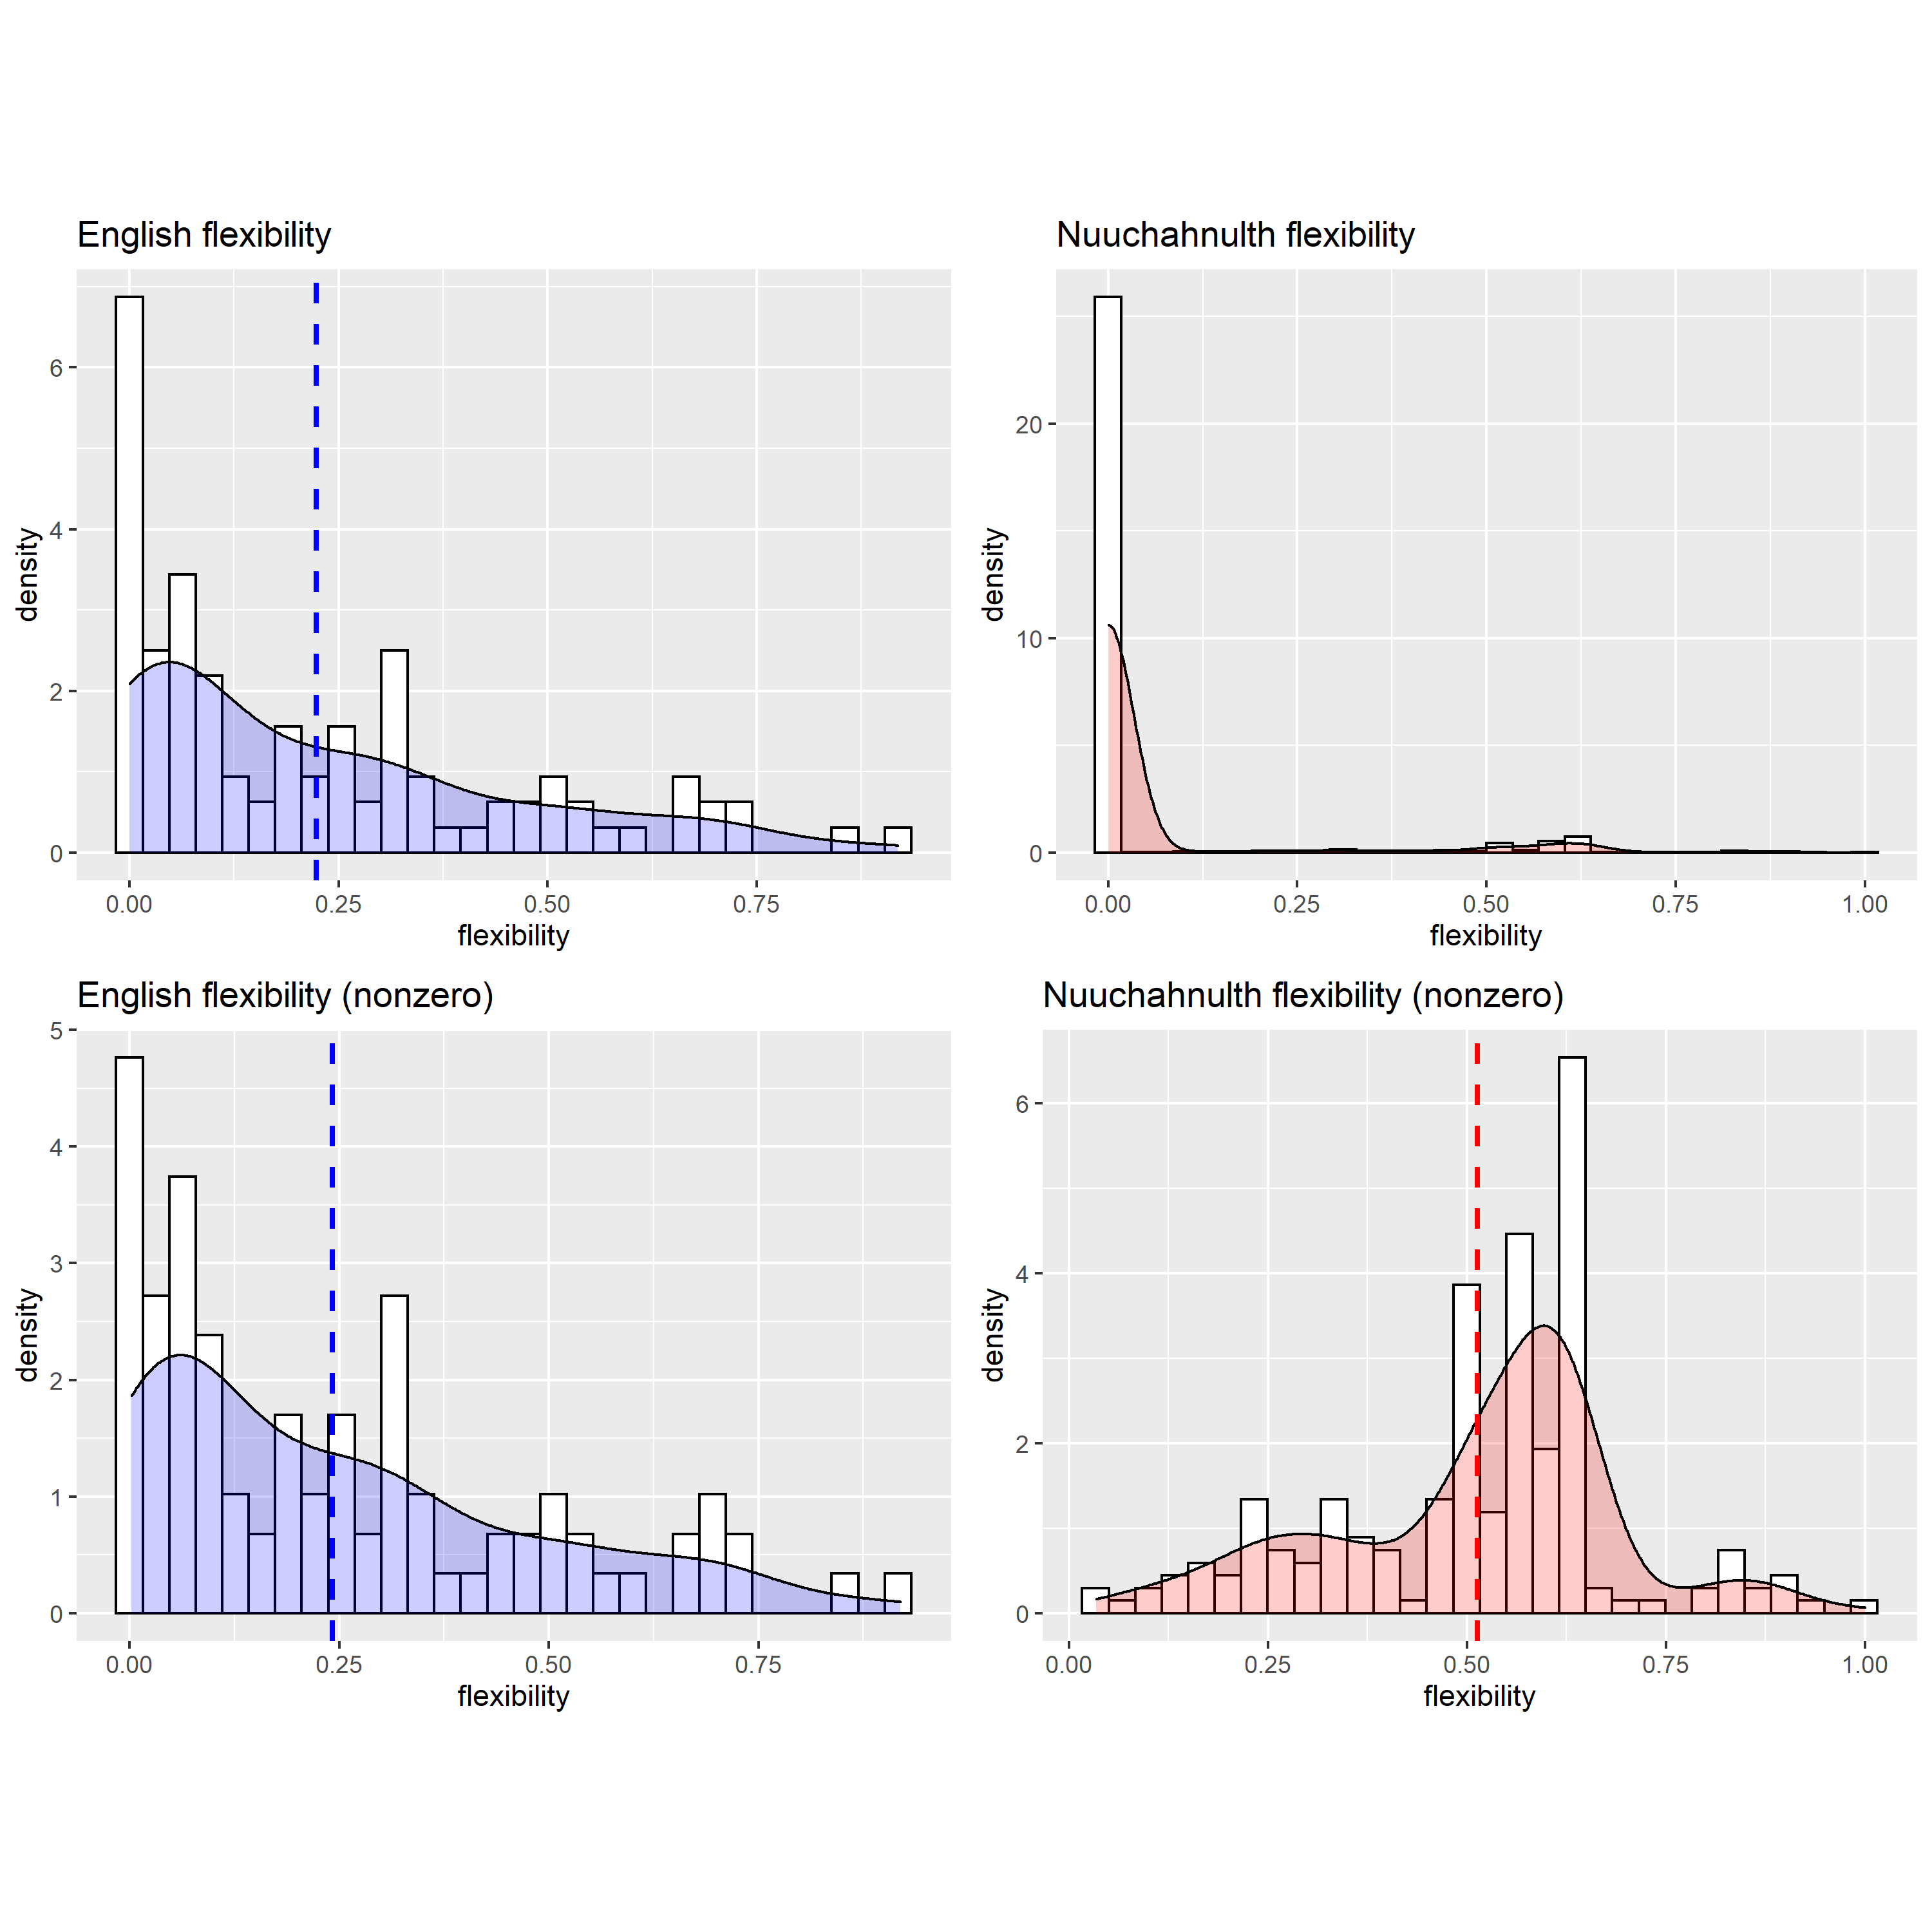 English flexibility
density
6
4
2
0
0.00 0.25 0.50 0.75
flexibility
Nuuchahnulth flexibility
density
20
10
0
0.00 0.25 0.50 0.75 1.00
flexibility
English flexibility (nonzero)
density
5
4
3
2
1
0
0.00 0.25 0.50 0.75
flexibility
Nuuchahnulth flexibility (nonzero)
density
6
4
2
0
0.00 0.25 0.50 0.75 1.00
flexibility